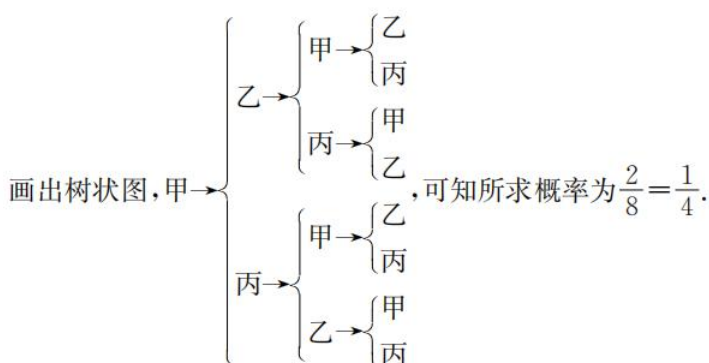 乙
甲→
丙
乙→
甲
丙→
乙
画出树状图,甲→ ,可知所求概率为2/8=1/4.
乙
甲→
丙
丙→
甲
乙→
丙